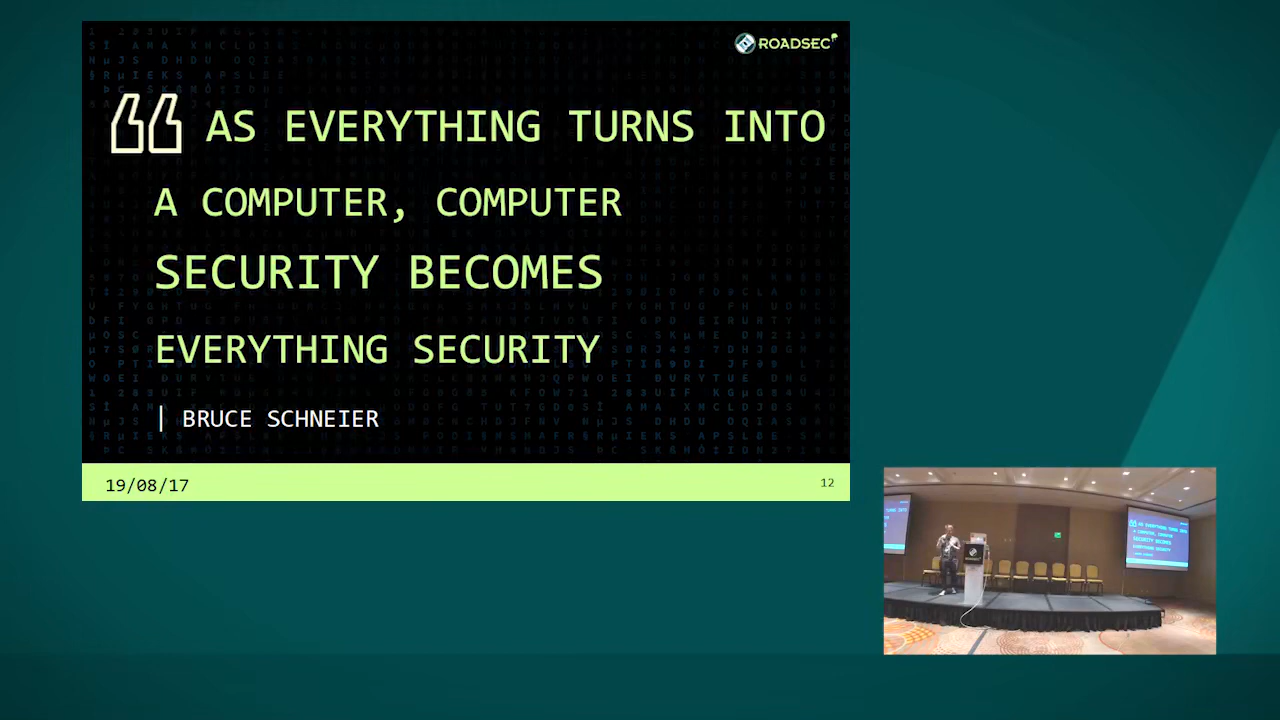 ROADSEC
AS EVERYTHING TURNS INTO
A COMPUTER, COMPUTER
SECURITY BECOMES
EVERYTHING SECURITY
| BRUCE SCHNEIER
19/08/17
12